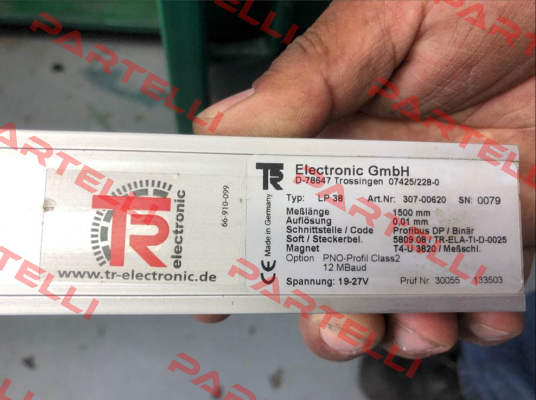 PARTELLI
PARTELLI
PARTELLI
PARTELLI
PARTELLI
PARTELLI
TR
electronic
66-910-099
www.tr-electronic.de
Made in Germany
CE
TR
Electronic GmbH
D-78647 Trossingen 07425/228-0
Typ: LP 38 Art.Nr: 307-00620 SN: 0079
Meßlänge 1500 mm
Auflösung 0.01 mm
Schnittstelle / Code Profibus DP / Binär
Soft / Steckerbel. 5809.08 / TR-ELA-TI-D-0025
Magnet T4-U 3820 / Meßschl.
Option PNO-Profil Class2
12 MBaud
Spannung: 19-27V Prüf Nr. 30055 133503